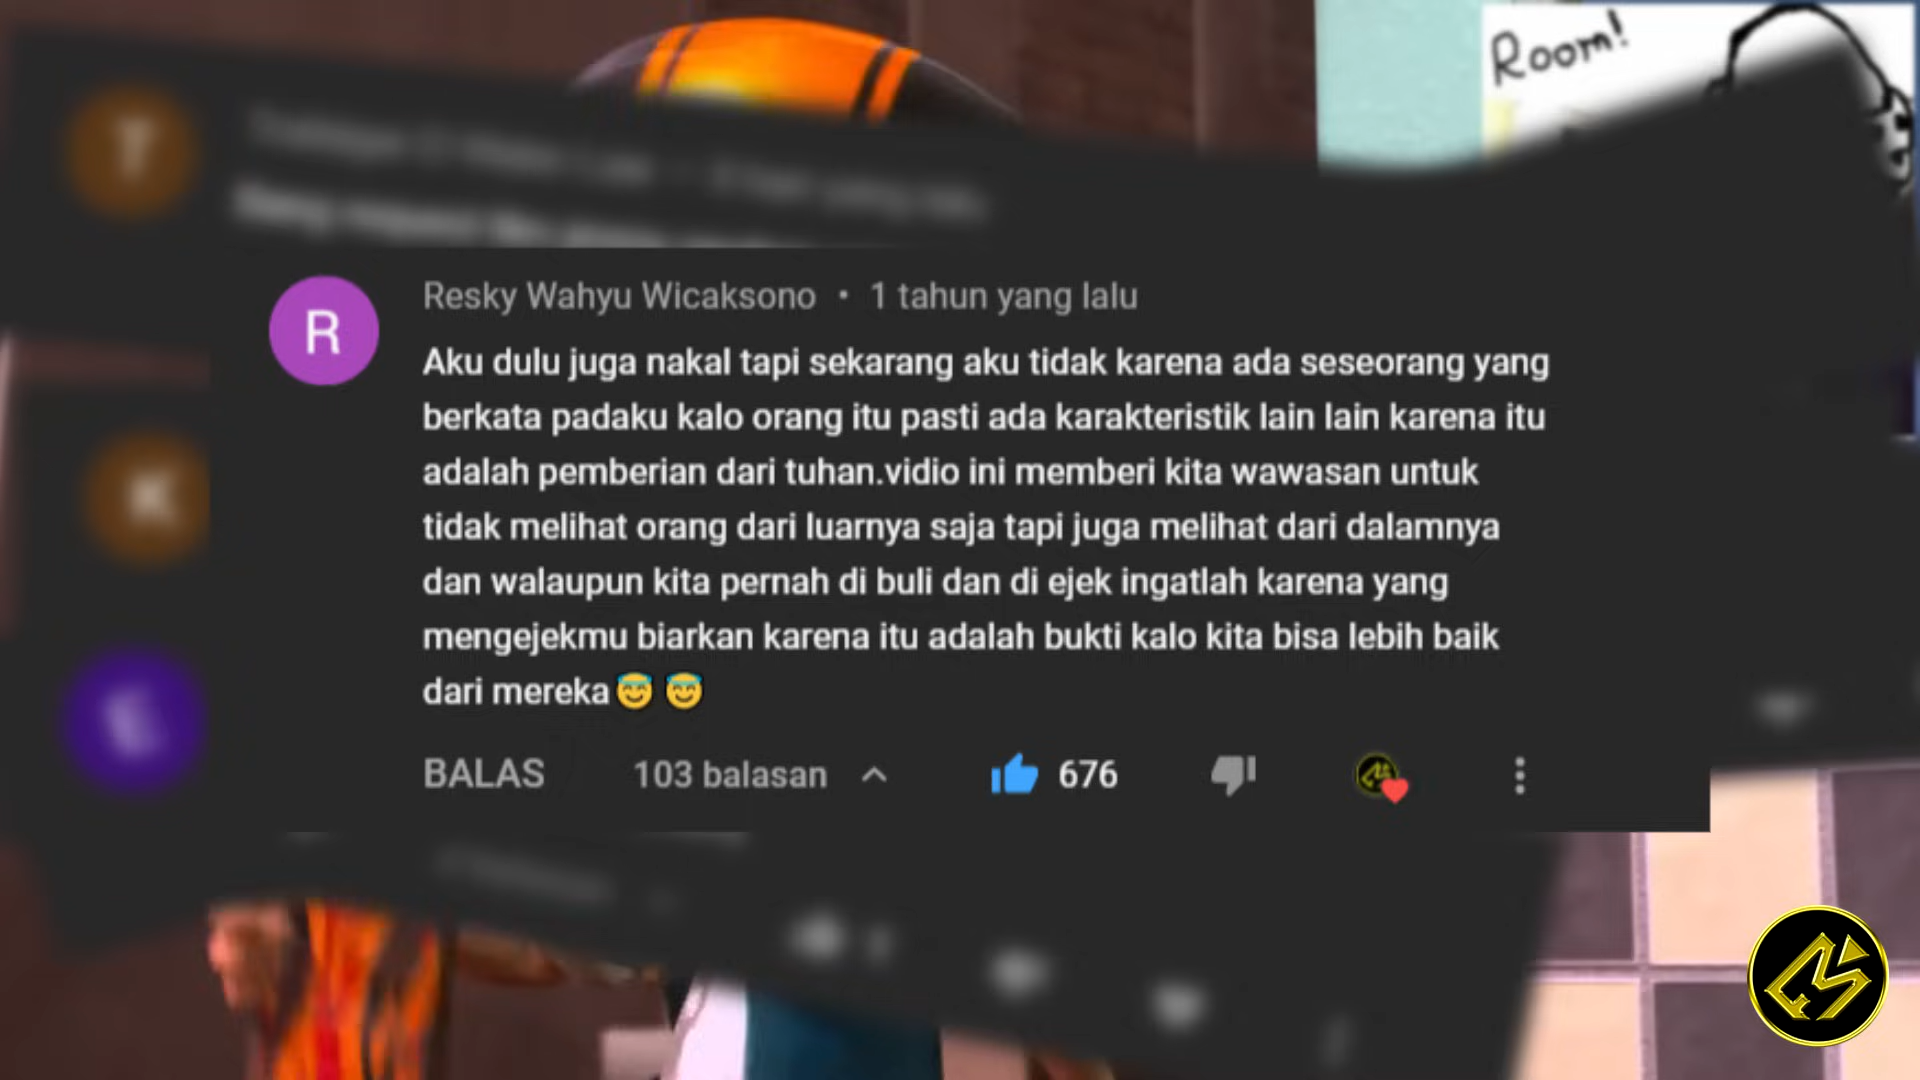 Room!
T
R
Resky Wahyu Wicaksono • 1 tahun yang lalu
Aku dulu juga nakal tapi sekarang aku tidak karena ada seseorang yang
berkata padaku kalo orang itu pasti ada karakteristik lain lain karena itu
adalah pemberian dari tuhan.vidio ini memberi kita wawasan untuk
tidak melihat orang dari luarnya saja tapi juga melihat dari dalamnya
dan walaupun kita pernah di buli dan di ejek ingatlah karena yang
mengejekmu biarkan karena itu adalah bukti kalo kita bisa lebih baik
dari mereka😇 😇
K
BALAS 103 balasan 676